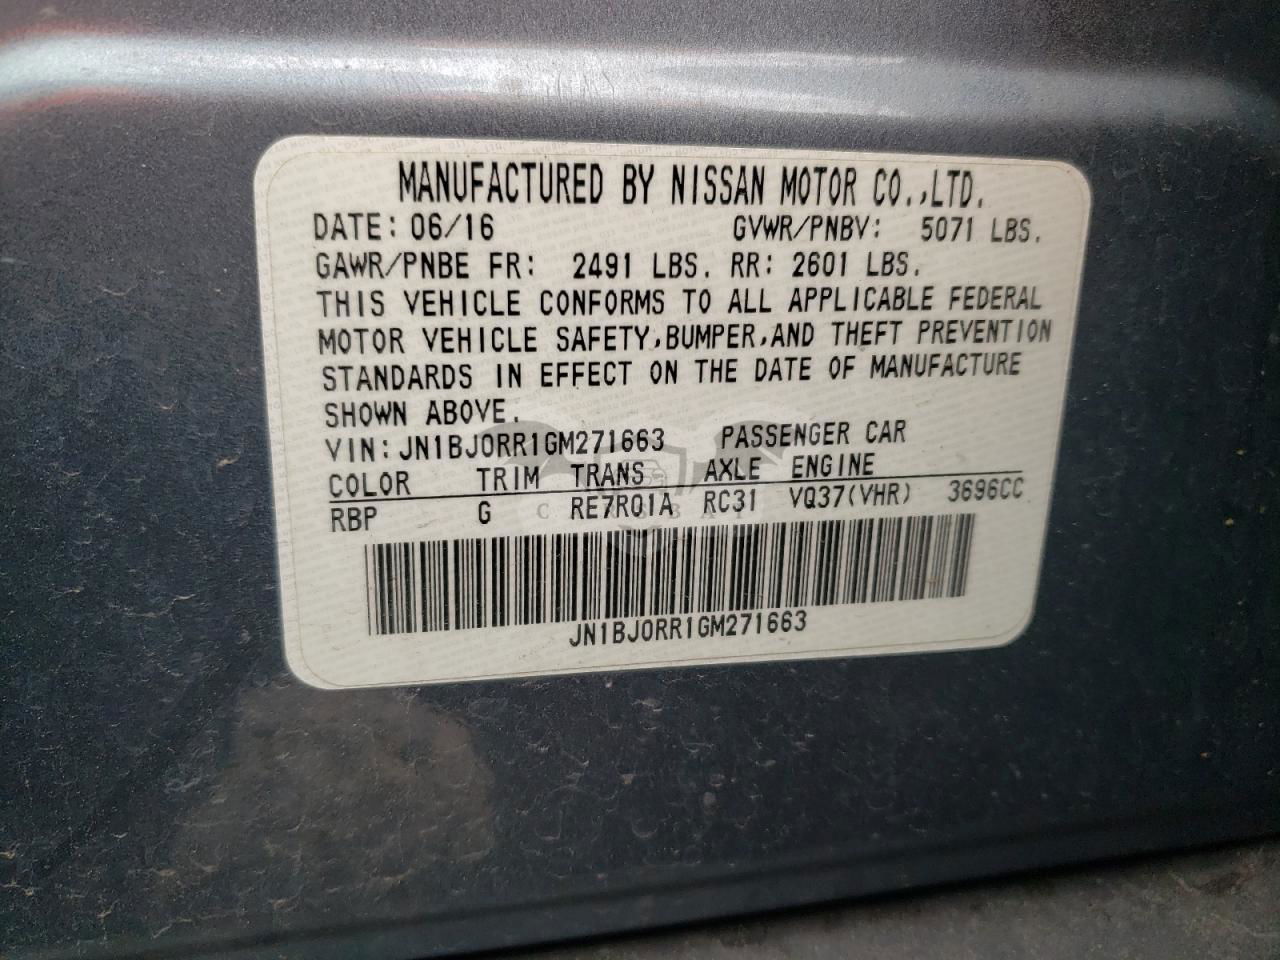 MANUFACTURED BY NISSAN MOTOR CO.,LTD.
DATE: 06/16 GVWR/PNBV: 5071 LBS.
GAWR/PNBE FR: 2491 LBS. RR: 2601 LBS.
THIS VEHICLE CONFORMS TO ALL APPLICABLE FEDERAL
MOTOR VEHICLE SAFETY,BUMPER,AND THEFT PREVENTION
STANDARDS IN EFFECT ON THE DATE OF MANUFACTURE
SHOWN ABOVE.
VIN: JN1BJ0RR1GM271663 PASSENGER CAR
COLOR TRIM TRANS AXLE ENGINE
RBP G RE7R01A RC31 VQ37(VHR) 3696CC
JN1BJ0RR1GM271663